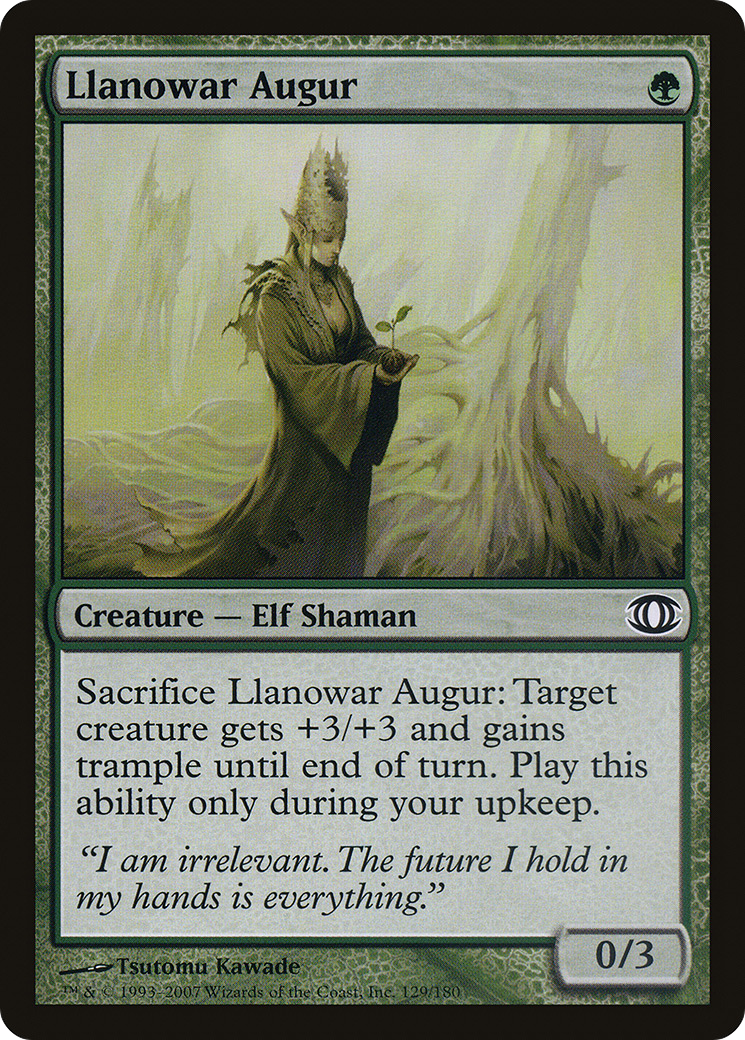 Llanowar Augur
Creature — Elf Shaman
Sacrifice Llanowar Augur: Target
creature gets +3/+3 and gains
trample until end of turn. Play this
ability only during your upkeep.
“I am irrelevant. The future I hold in
my hands is everything.”
0/3
Tsutomu Kawade
™ & © 1993–2007 Wizards of the Coast, Inc. 129/180